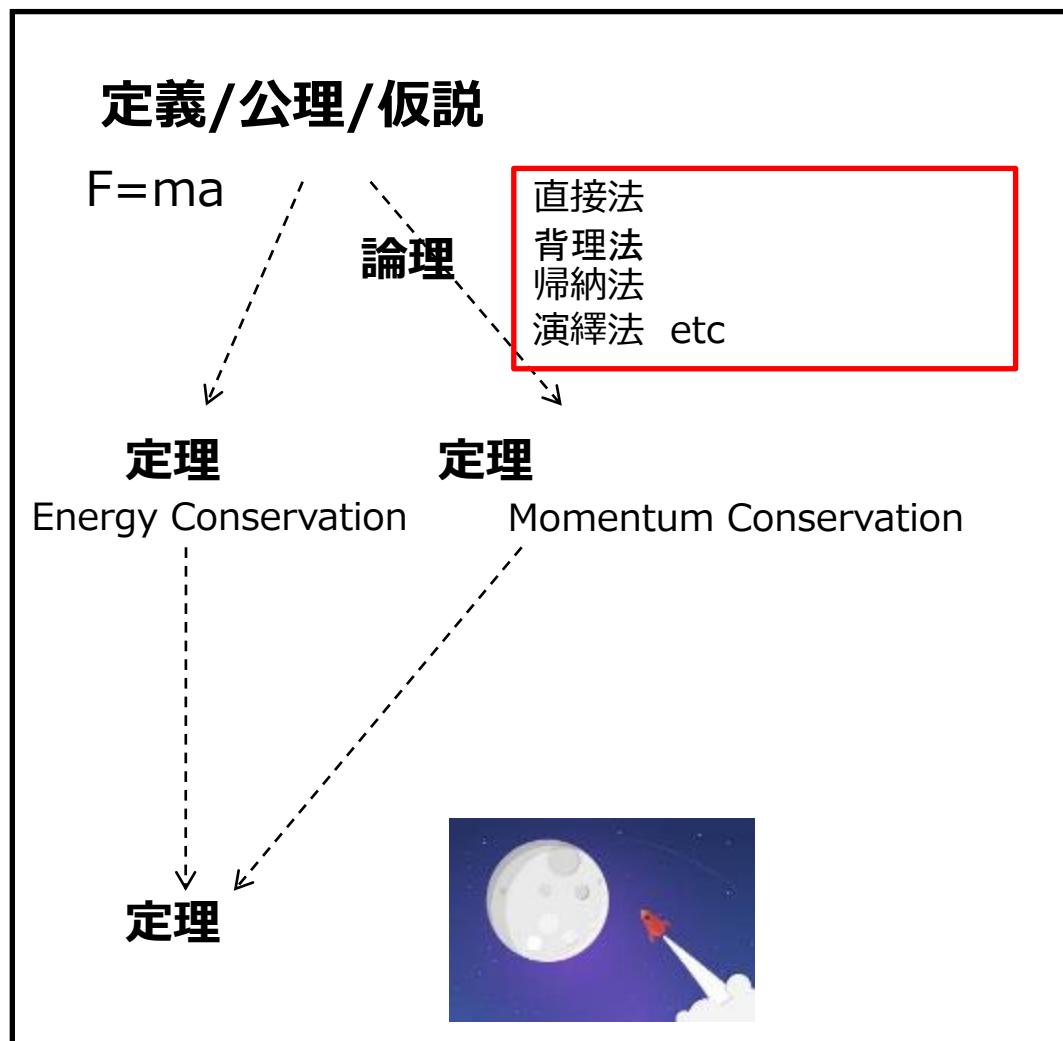 定義/公理/仮説
F=ma
論理
直接法
背理法
帰納法
演繹法 etc
定理
定理
Energy Conservation
Momentum Conservation
定理